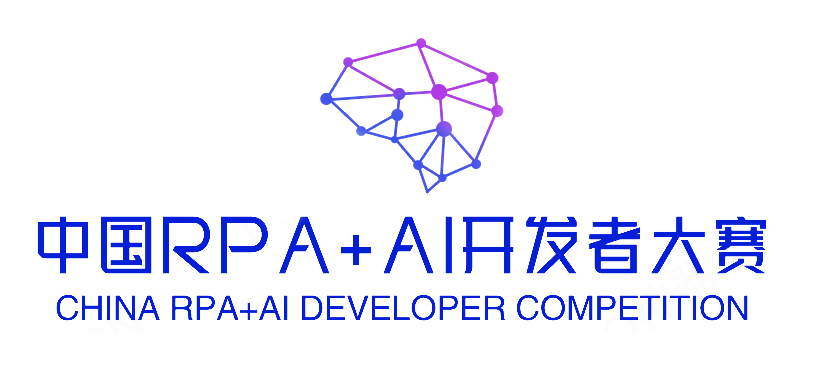 中国RPA+AI开发者大赛
CHINA RPA+AI DEVELOPER COMPETITION